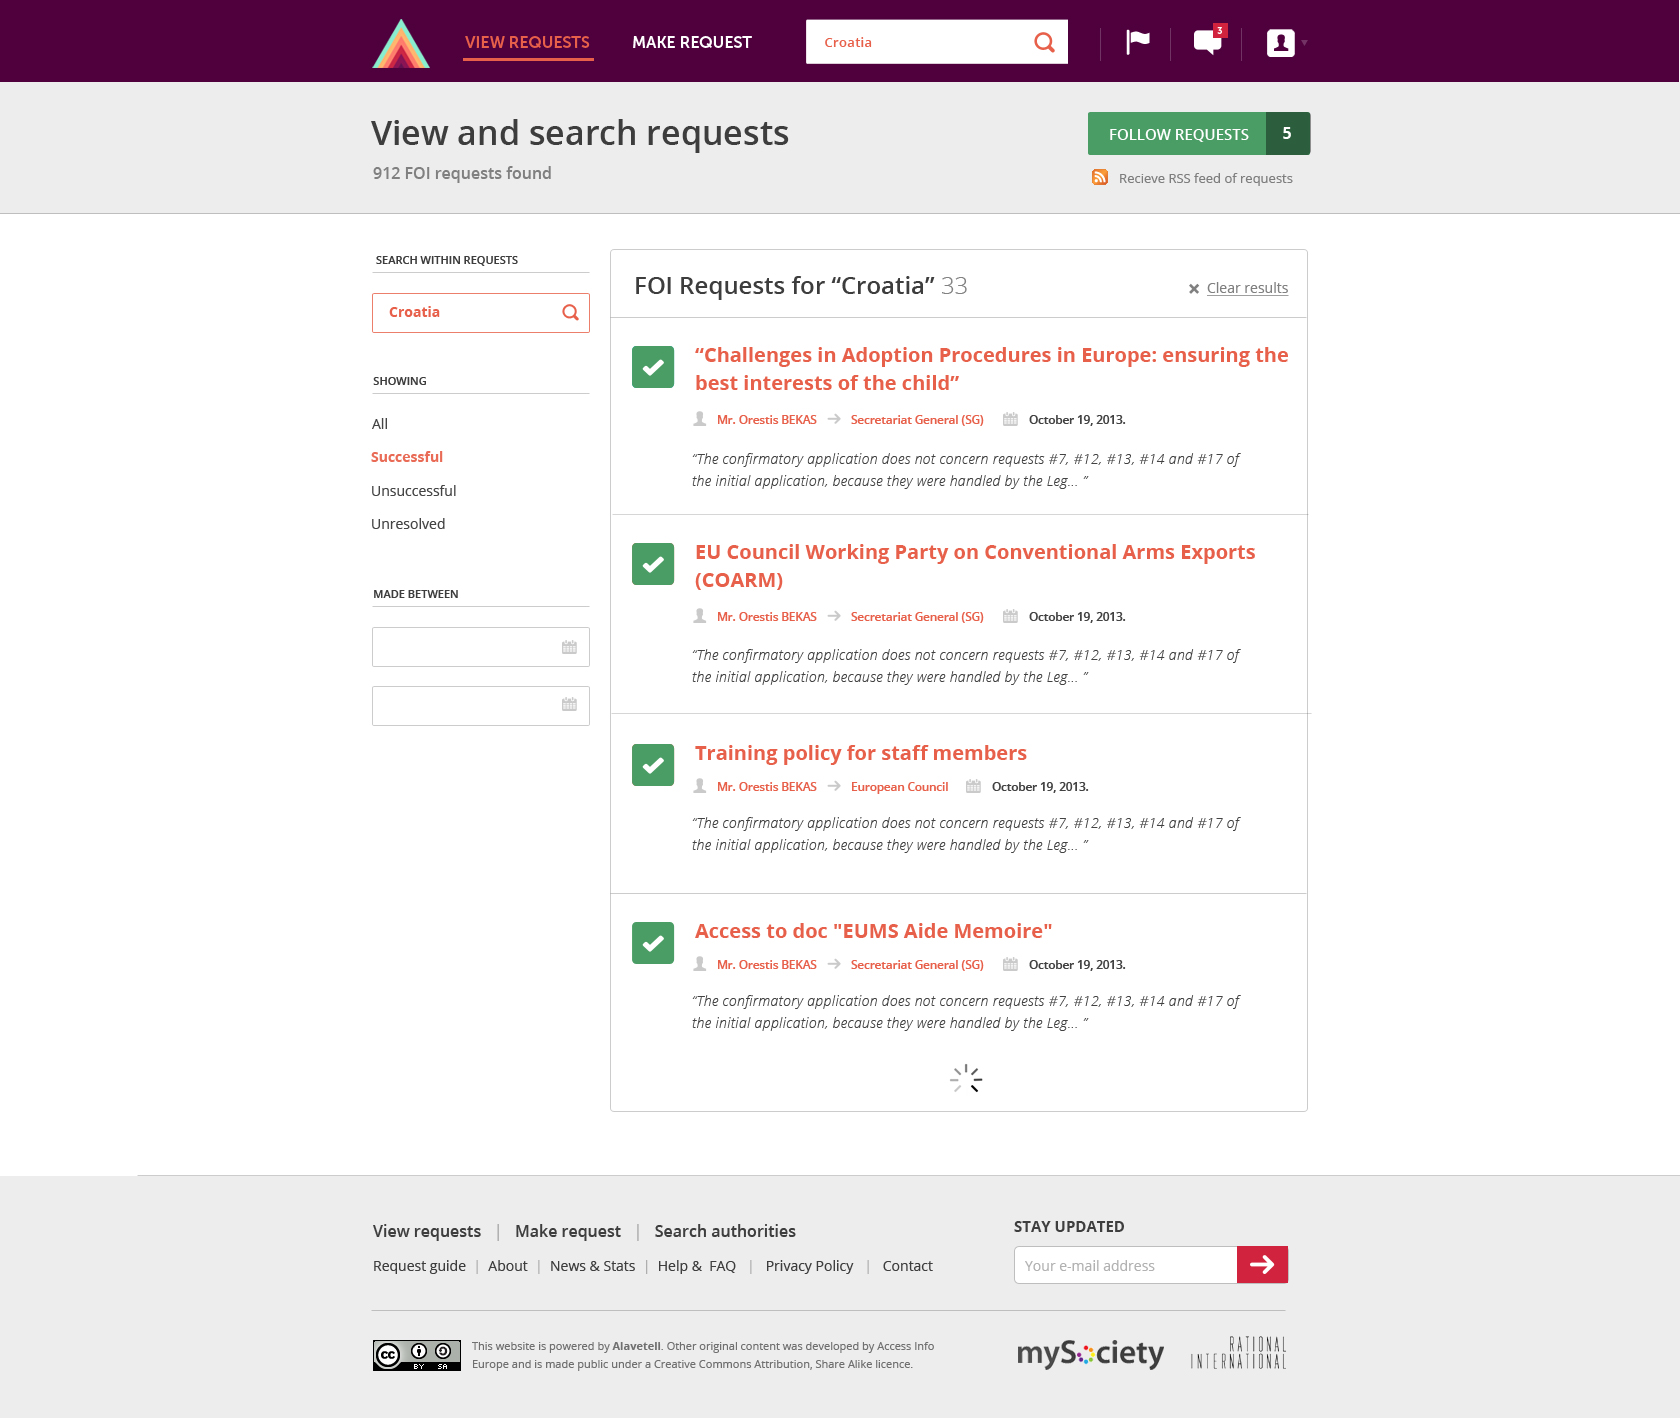 VIEW REQUESTS MAKE REQUEST Croatia 3
View and search requests
912 FOI requests found
FOLLOW REQUESTS 5
Recieve RSS feed of requests
SEARCH WITHIN REQUESTS
Croatia
SHOWING
All
Successful
Unsuccessful
Unresolved
MADE BETWEEN
FOI Requests for “Croatia” 33
Clear results
“Challenges in Adoption Procedures in Europe: ensuring the
best interests of the child”
Mr. Orestis BEKAS Secretariat General (SG) October 19, 2013.
“The confirmatory application does not concern requests #7, #12, #13, #14 and #17 of
the initial application, because they were handled by the Leg... ”
EU Council Working Party on Conventional Arms Exports
(COARM)
Mr. Orestis BEKAS Secretariat General (SG) October 19, 2013.
“The confirmatory application does not concern requests #7, #12, #13, #14 and #17 of
the initial application, because they were handled by the Leg... ”
Training policy for staff members
Mr. Orestis BEKAS European Council October 19, 2013.
“The confirmatory application does not concern requests #7, #12, #13, #14 and #17 of
the initial application, because they were handled by the Leg... ”
Access to doc "EUMS Aide Memoire"
Mr. Orestis BEKAS Secretariat General (SG) October 19, 2013.
“The confirmatory application does not concern requests #7, #12, #13, #14 and #17 of
the initial application, because they were handled by the Leg... ”
View requests | Make request | Search authorities
Request guide | About | News & Stats | Help & FAQ | Privacy Policy | Contact
STAY UPDATED
Your e-mail address
cc BY SA
This website is powered by Alavetell. Other original content was developed by Access Info
Europe and is made public under a Creative Commons Attribution, Share Alike licence.
mySociety
RATIONAL
INTERNATIONAL